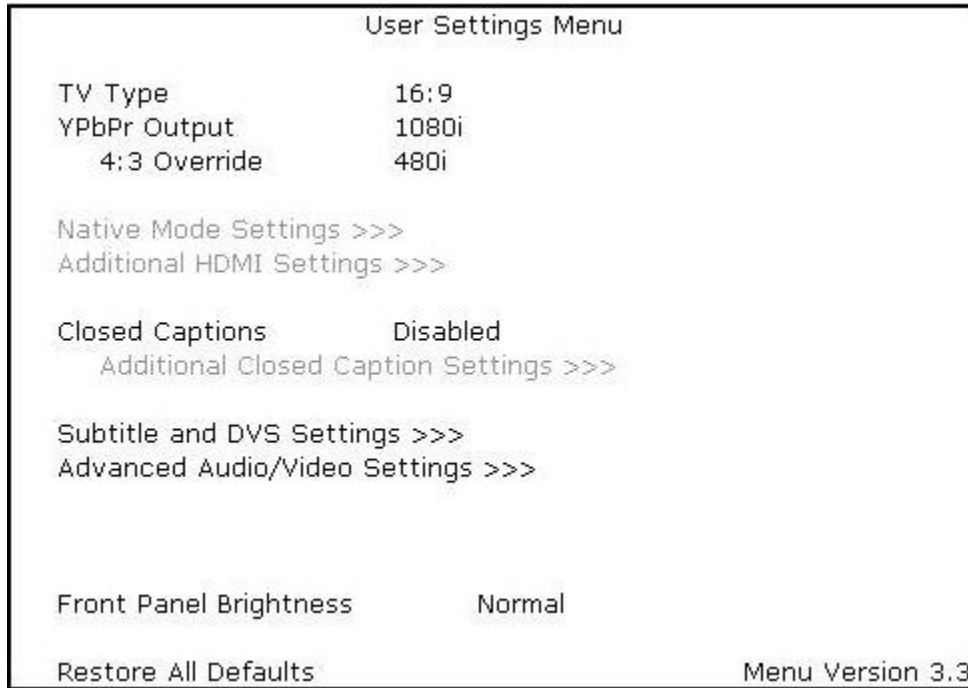 User Settings Menu
TV Type 16:9
YPbPr Output 1080i
4:3 Override 480i
Native Mode Settings >>>
Additional HDMI Settings >>>
Closed Captions Disabled
Additional Closed Caption Settings >>>
Subtitle and DVS Settings >>>
Advanced Audio/Video Settings >>>
Front Panel Brightness Normal
Restore All Defaults Menu Version 3.3